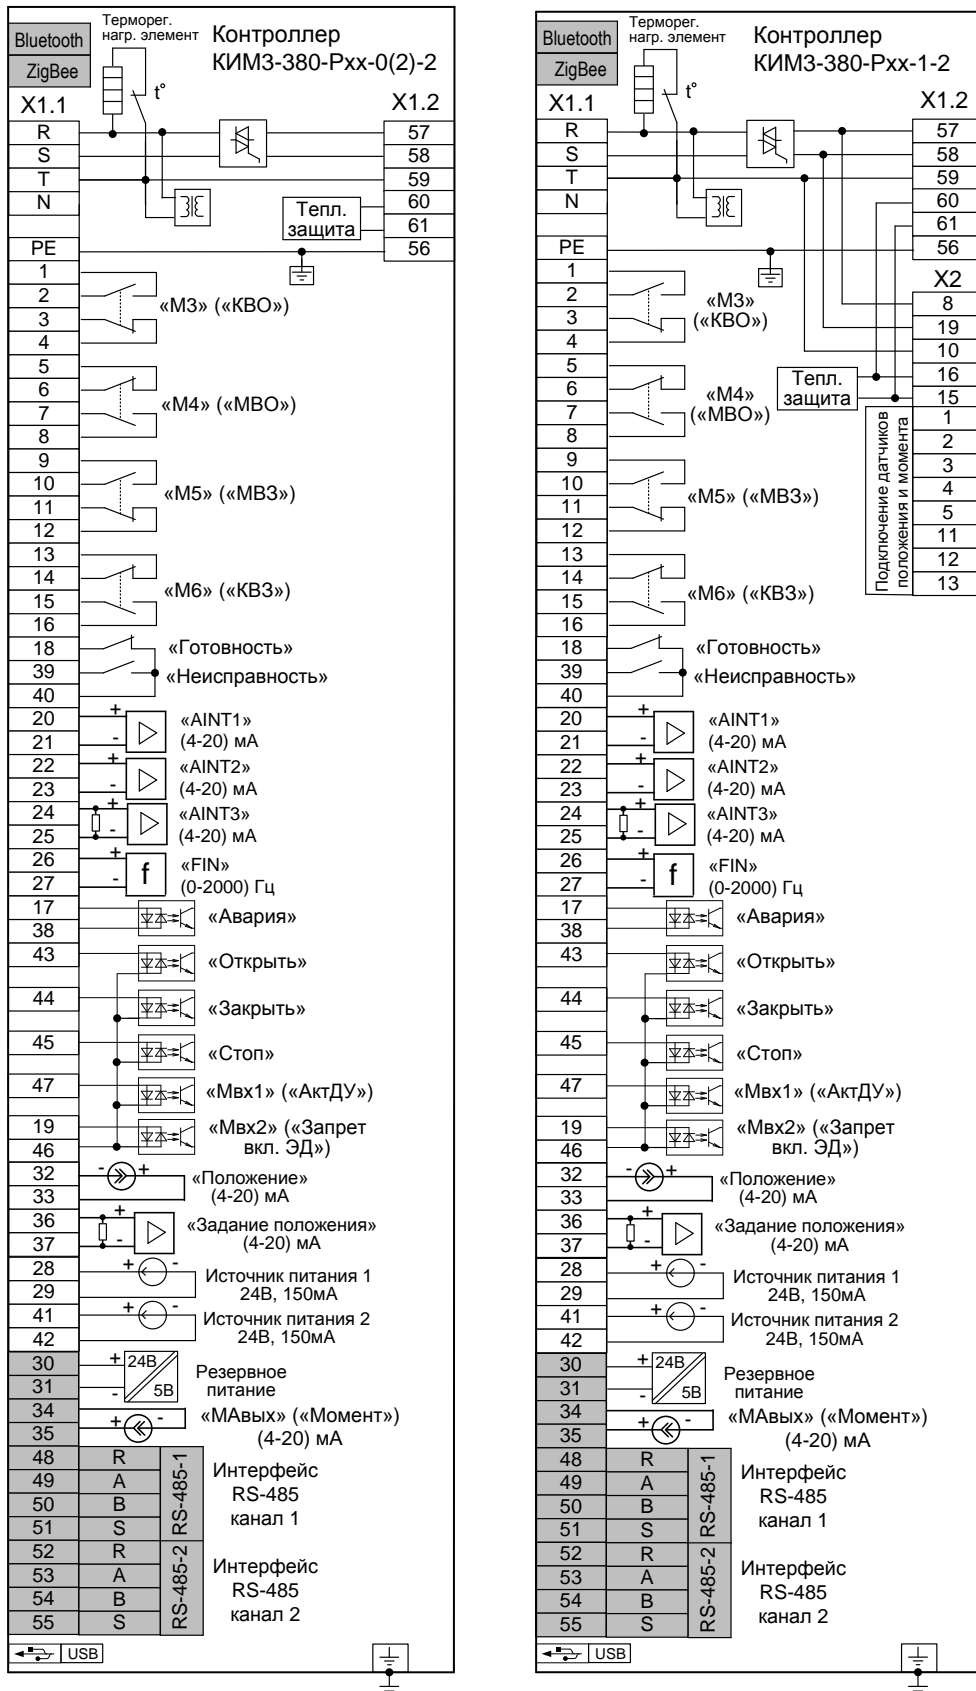 Bluetooth
ZigBee
Терморег.
нагр. элемент
Контроллер
КИМ3-380-Рхх-0(2)-2
t°
X1.1
X1.2
R
57
S
58
T
59
N
60
Тепл.
защита
61
PE
56
1
2
«М3» («КВО»)
3
4
5
6
«М4» («МВО»)
7
8
9
10
«М5» («МВЗ»)
11
12
13
14
«М6» («КВЗ»)
15
16
18
«Готовность»
39
«Неисправность»
40
20
+
«AINT1»
21
-
(4-20) мА
22
+
«AINT2»
23
-
(4-20) мА
24
+
«AINT3»
25
-
(4-20) мА
26
+
f
«FIN»
27
-
(0-2000) Гц
17
«Авария»
38
43
«Открыть»
44
«Закрыть»
45
«Стоп»
47
«Мвх1» («АктДУ»)
19
«Мвх2» («Запрет
46
вкл. ЭД»)
32
- +
«Положение»
33
(4-20) мА
36
+
«Задание положения»
37
-
(4-20) мА
28
+ -
Источник питания 1
29
24В, 150мА
41
+ -
Источник питания 2
42
24В, 150мА
30
+ 24В
Резервное
31
- 5В
питание
34
+ -
«МАвых» («Момент»)
35
(4-20) мА
48 R
49 A
50 B
51 S
RS-485-1
Интерфейс
RS-485
канал 1
52 R
53 A
54 B
55 S
RS-485-2
Интерфейс
RS-485
канал 2
USB
Bluetooth
ZigBee
Терморег.
нагр. элемент
Контроллер
КИМ3-380-Рхх-1-2
t°
X1.1
X1.2
R
57
S
58
T
59
N
60
61
PE
56
X2
8
19
10
16
15
Тепл.
защита
1
2
3
4
5
11
12
13
Подключение датчиков
положения и момента
1
2
«М3»
3
(«КВО»)
4
5
6
«М4»
7
(«МВО»)
8
9
10
«М5» («МВЗ»)
11
12
13
14
«М6» («КВЗ»)
15
16
18
«Готовность»
39
«Неисправность»
40
20
+
«AINT1»
21
-
(4-20) мА
22
+
«AINT2»
23
-
(4-20) мА
24
+
«AINT3»
25
-
(4-20) мА
26
+
f
«FIN»
27
-
(0-2000) Гц
17
«Авария»
38
43
«Открыть»
44
«Закрыть»
45
«Стоп»
47
«Мвх1» («АктДУ»)
19
«Мвх2» («Запрет
46
вкл. ЭД»)
32
- +
«Положение»
33
(4-20) мА
36
+
«Задание положения»
37
-
(4-20) мА
28
+ -
Источник питания 1
29
24В, 150мА
41
+ -
Источник питания 2
42
24В, 150мА
30
+ 24В
Резервное
31
- 5В
питание
34
+ -
«МАвых» («Момент»)
35
(4-20) мА
48 R
49 A
50 B
51 S
RS-485-1
Интерфейс
RS-485
канал 1
52 R
53 A
54 B
55 S
RS-485-2
Интерфейс
RS-485
канал 2
USB